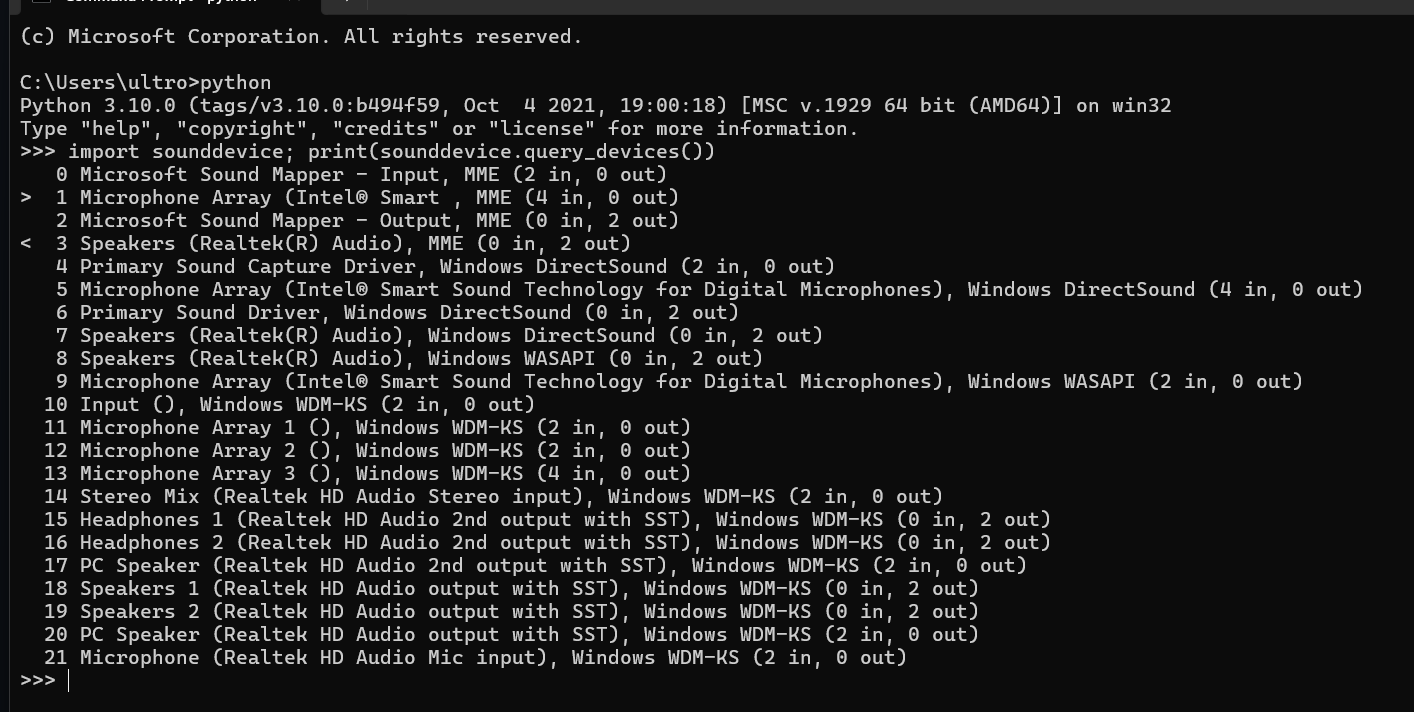 (c) Microsoft Corporation. All rights reserved.
C:\Users\ultro>python
Python 3.10.0 (tags/v3.10.0:b494f59, Oct  4 2021, 19:00:18) [MSC v.1929 64 bit (AMD64)] on win32
Type "help", "copyright", "credits" or "license" for more information.
>>> import sounddevice; print(sounddevice.query_devices())
   0 Microsoft Sound Mapper - Input, MME (2 in, 0 out)
>  1 Microphone Array (Intel® Smart , MME (4 in, 0 out)
   2 Microsoft Sound Mapper - Output, MME (0 in, 2 out)
<  3 Speakers (Realtek(R) Audio), MME (0 in, 2 out)
   4 Primary Sound Capture Driver, Windows DirectSound (2 in, 0 out)
   5 Microphone Array (Intel® Smart Sound Technology for Digital Microphones), Windows DirectSound (4 in, 0 out)
   6 Primary Sound Driver, Windows DirectSound (0 in, 2 out)
   7 Speakers (Realtek(R) Audio), Windows DirectSound (0 in, 2 out)
   8 Speakers (Realtek(R) Audio), Windows WASAPI (0 in, 2 out)
   9 Microphone Array (Intel® Smart Sound Technology for Digital Microphones), Windows WASAPI (2 in, 0 out)
  10 Input (), Windows WDM-KS (2 in, 0 out)
  11 Microphone Array 1 (), Windows WDM-KS (2 in, 0 out)
  12 Microphone Array 2 (), Windows WDM-KS (2 in, 0 out)
  13 Microphone Array 3 (), Windows WDM-KS (4 in, 0 out)
  14 Stereo Mix (Realtek HD Audio Stereo input), Windows WDM-KS (2 in, 0 out)
  15 Headphones 1 (Realtek HD Audio 2nd output with SST), Windows WDM-KS (0 in, 2 out)
  16 Headphones 2 (Realtek HD Audio 2nd output with SST), Windows WDM-KS (0 in, 2 out)
  17 PC Speaker (Realtek HD Audio 2nd output with SST), Windows WDM-KS (2 in, 0 out)
  18 Speakers 1 (Realtek HD Audio output with SST), Windows WDM-KS (0 in, 2 out)
  19 Speakers 2 (Realtek HD Audio output with SST), Windows WDM-KS (0 in, 2 out)
  20 PC Speaker (Realtek HD Audio output with SST), Windows WDM-KS (2 in, 0 out)
  21 Microphone (Realtek HD Audio Mic input), Windows WDM-KS (2 in, 0 out)
>>>